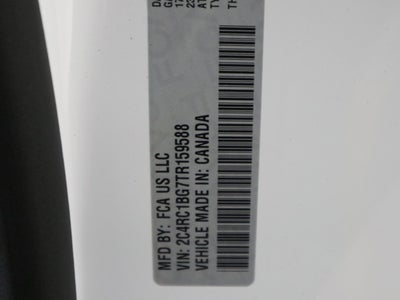 MFD BY: FCA US LLC
VIN: 2C4RC1BG7TR159588
VEHICLE MADE IN: CANADA